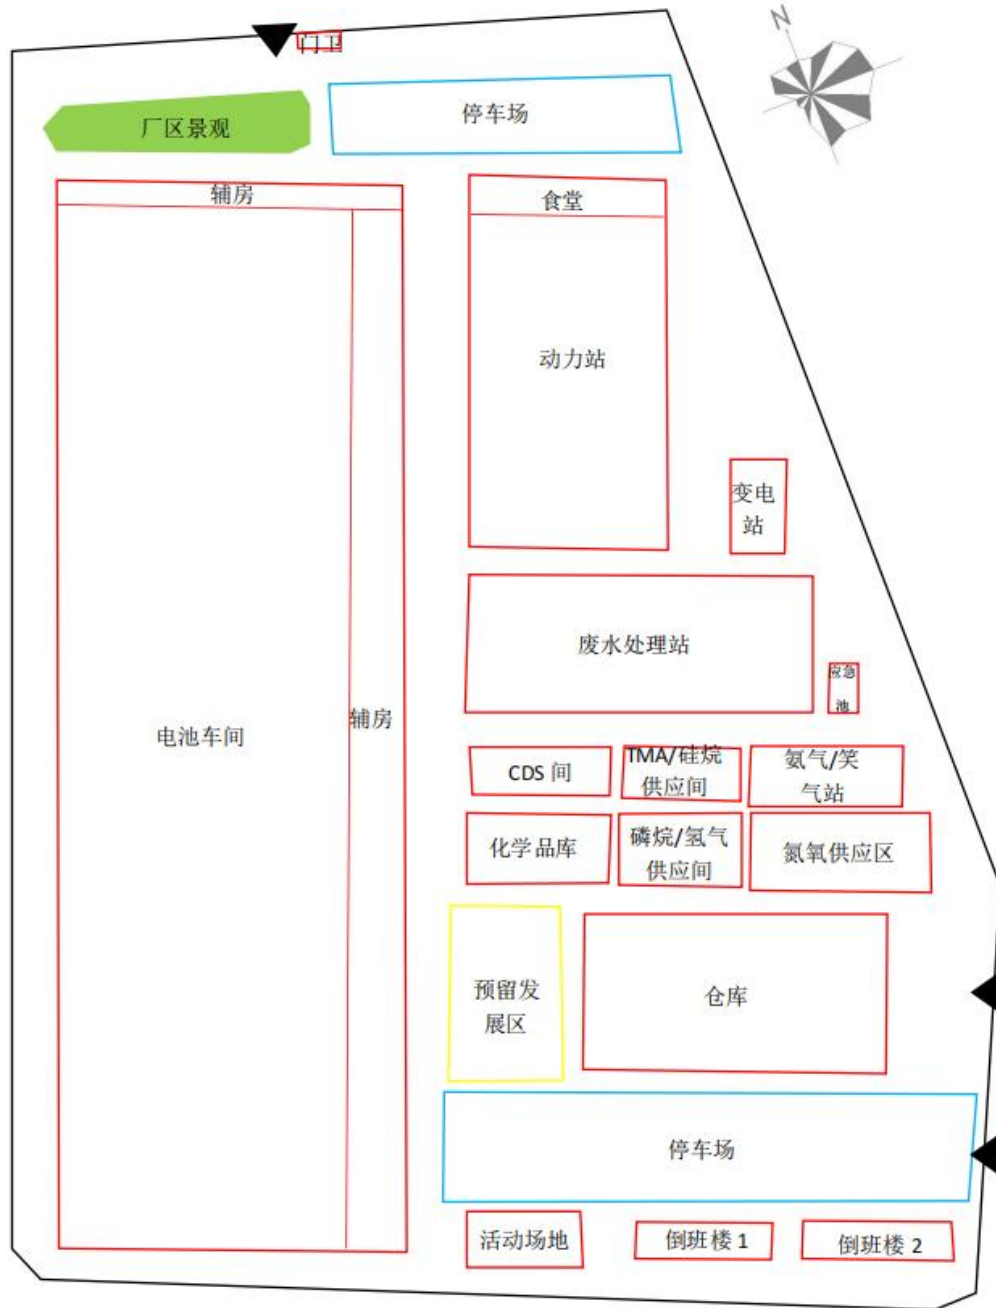 门卫
N
厂区景观
停车场
辅房
食堂
动力站
变电
站
废水处理站
应急
池
辅房
电池车间
CDS 间
TMA/硅烷
供应间
氨气/笑
气站
化学品库
磷烷/氢气
供应间
氮氧供应区
预留发
展区
仓库
停车场
活动场地
倒班楼 1
倒班楼 2